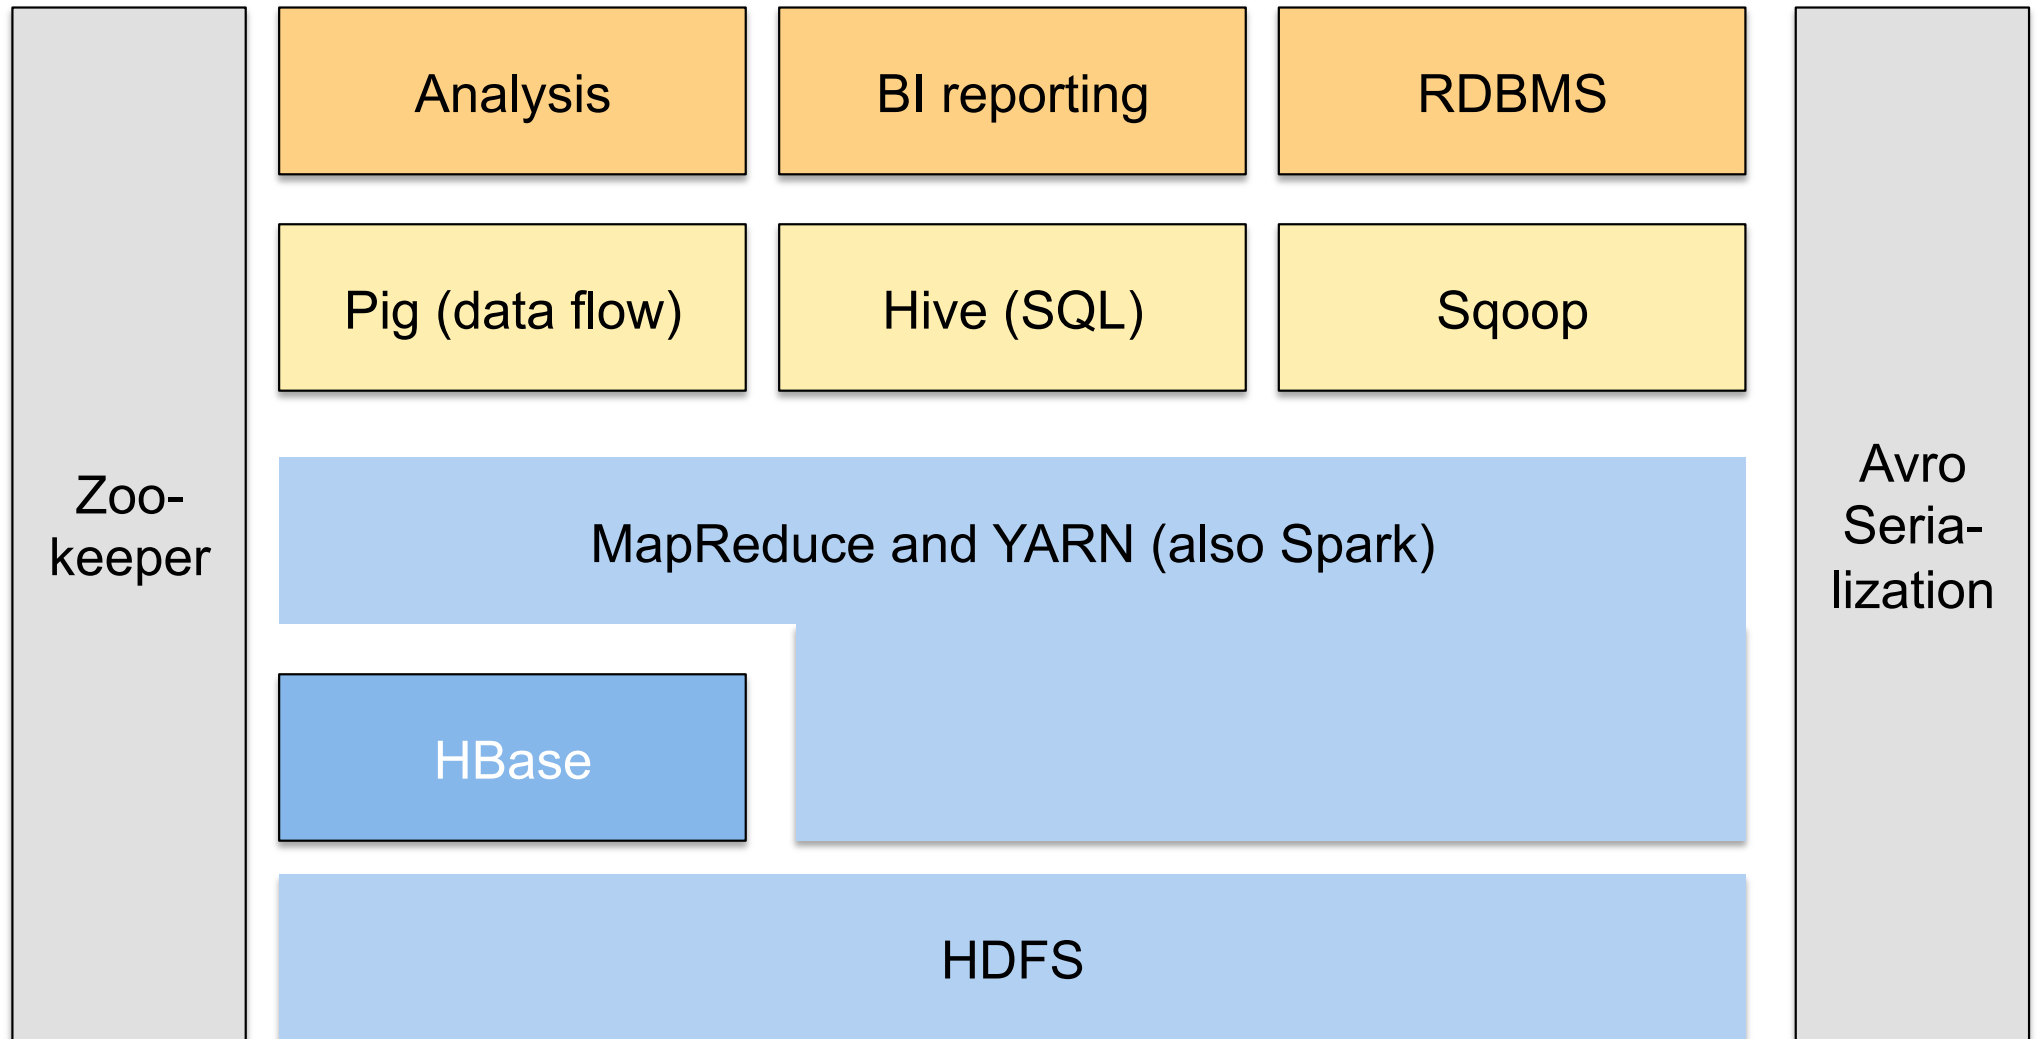 Analysis
BI reporting
RDBMS
Pig (data flow)
Hive (SQL)
Sqoop
Zoo-
keeper
MapReduce and YARN (also Spark)
Avro
Seria-
lization
HBase
HDFS